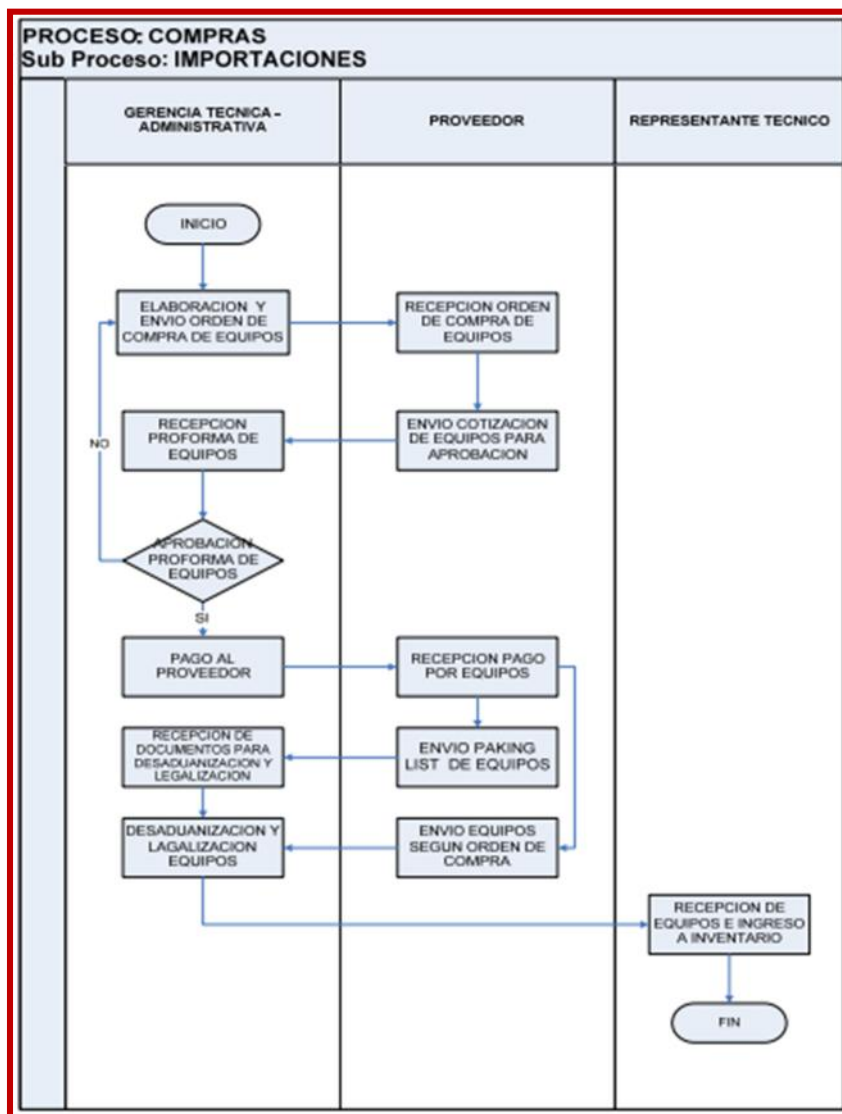 PROCESO: COMPRAS
Sub Proceso: IMPORTACIONES
GERENCIA TECNICA –
ADMINISTRATIVA
PROVEEDOR
REPRESENTANTE TECNICO
INICIO
ELABORACION Y
ENVIO ORDEN DE
COMPRA DE EQUIPOS
RECEPCION ORDEN
DE COMPRA DE
EQUIPOS
RECEPCION
PROFORMA DE
EQUIPOS
ENVIO COTIZACION
DE EQUIPOS PARA
APROBACION
NO
APROBACION
PROFORMA DE
EQUIPOS
SI
PAGO AL
PROVEEDOR
RECEPCION PAGO
POR EQUIPOS
RECEPCION DE
DOCUMENTOS PARA
DESADUANIZACION Y
LEGALIZACION
ENVIO PAKING
LIST DE EQUIPOS
DESADUANIZACION Y
LAGALIZACION
EQUIPOS
ENVIO EQUIPOS
SEGUN ORDEN DE
COMPRA
RECEPCION DE
EQUIPOS E INGRESO
A INVENTARIO
FIN